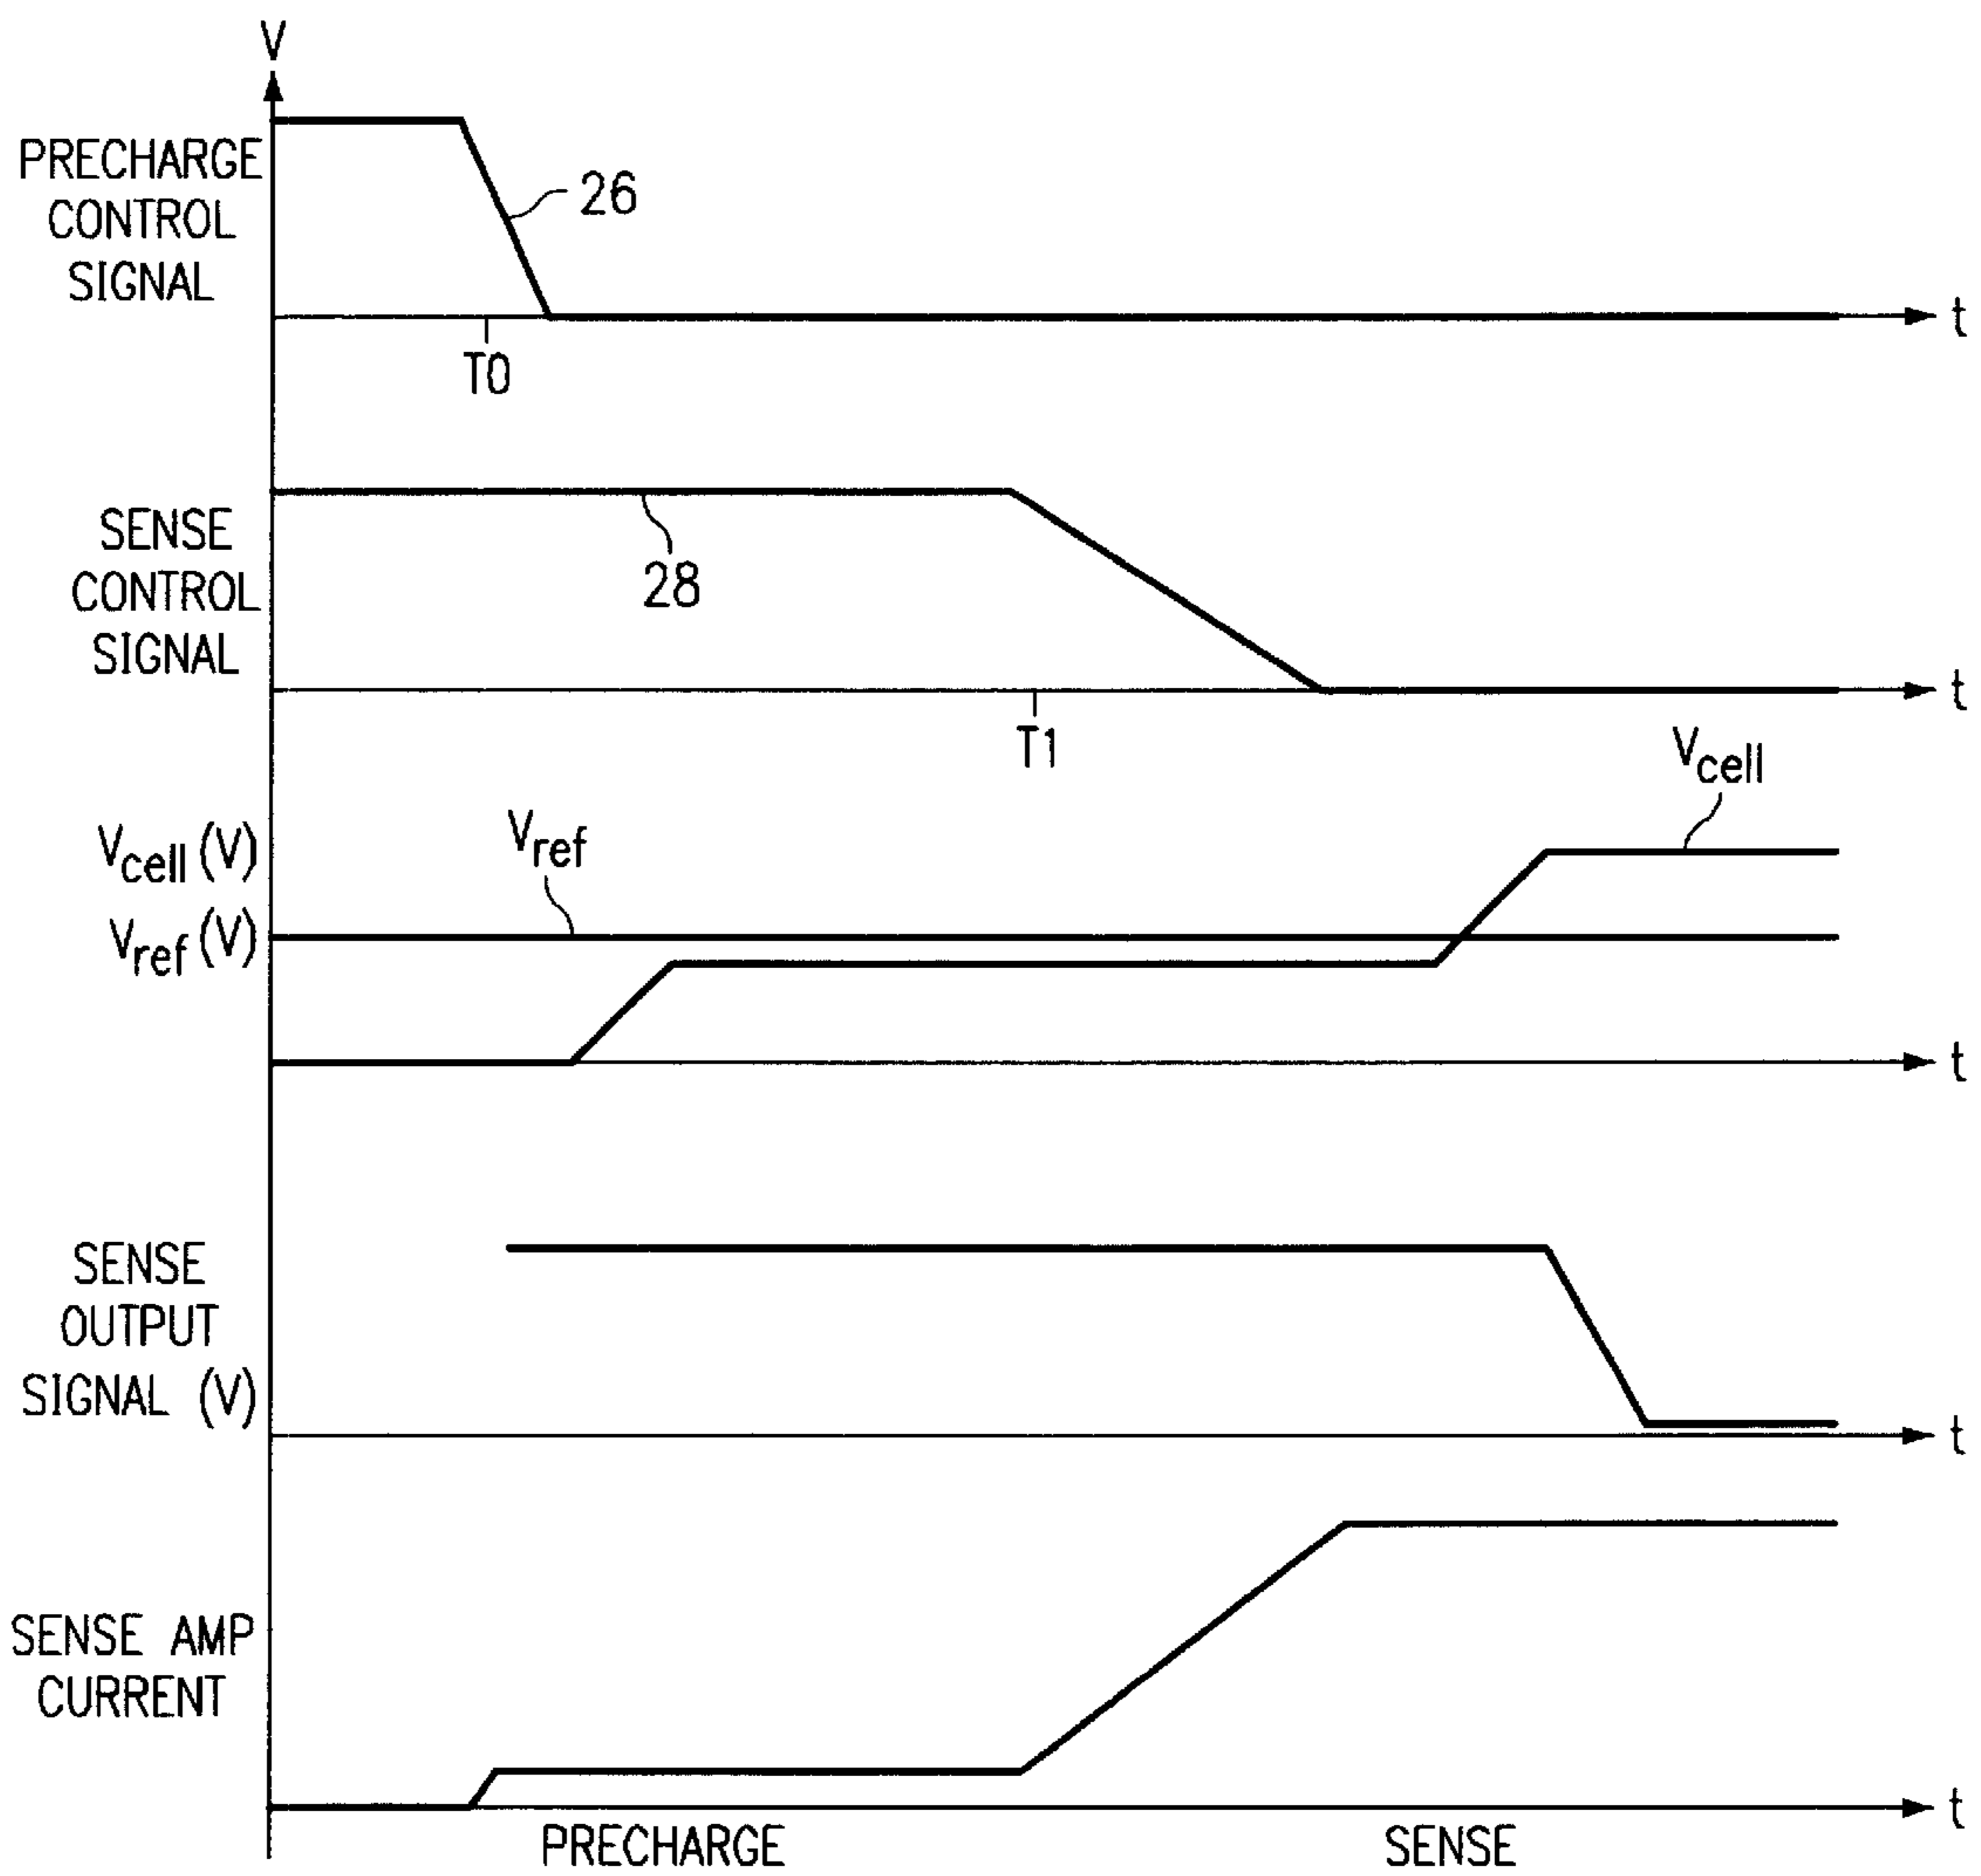 V
PRECHARGE
CONTROL
SIGNAL
26
t
T0
SENSE
CONTROL
SIGNAL
28
t
T1
Vcell
Vref
Vcell (V)
Vref (V)
t
SENSE
OUTPUT
SIGNAL (V)
t
SENSE AMP
CURRENT
t
PRECHARGE
SENSE